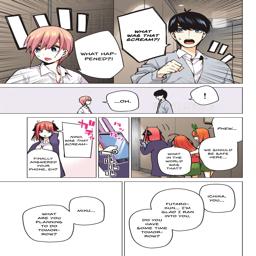 WHAT
WAS THAT
SCREAM?!
WHAT HAP-
PENED?!
!
...OH.
PHEW...
WE SHOULD
BE SAFE
HERE...
WHAT
IN THE
WORLD
WAS
THAT?
NINO,
WAS THAT
SCREAM-
FINALLY
ANSWERED
YOUR
PHONE, EH?
ICHIKA,
YOU...
FUTARO-
KUN... I'M
GLAD I RAN
INTO YOU.
DO YOU
HAVE SOME
TIME
TOMOR-
ROW?
MIKU...
WHAT
ARE YOU
PLANNING
TO DO
TOMOR-
ROW?